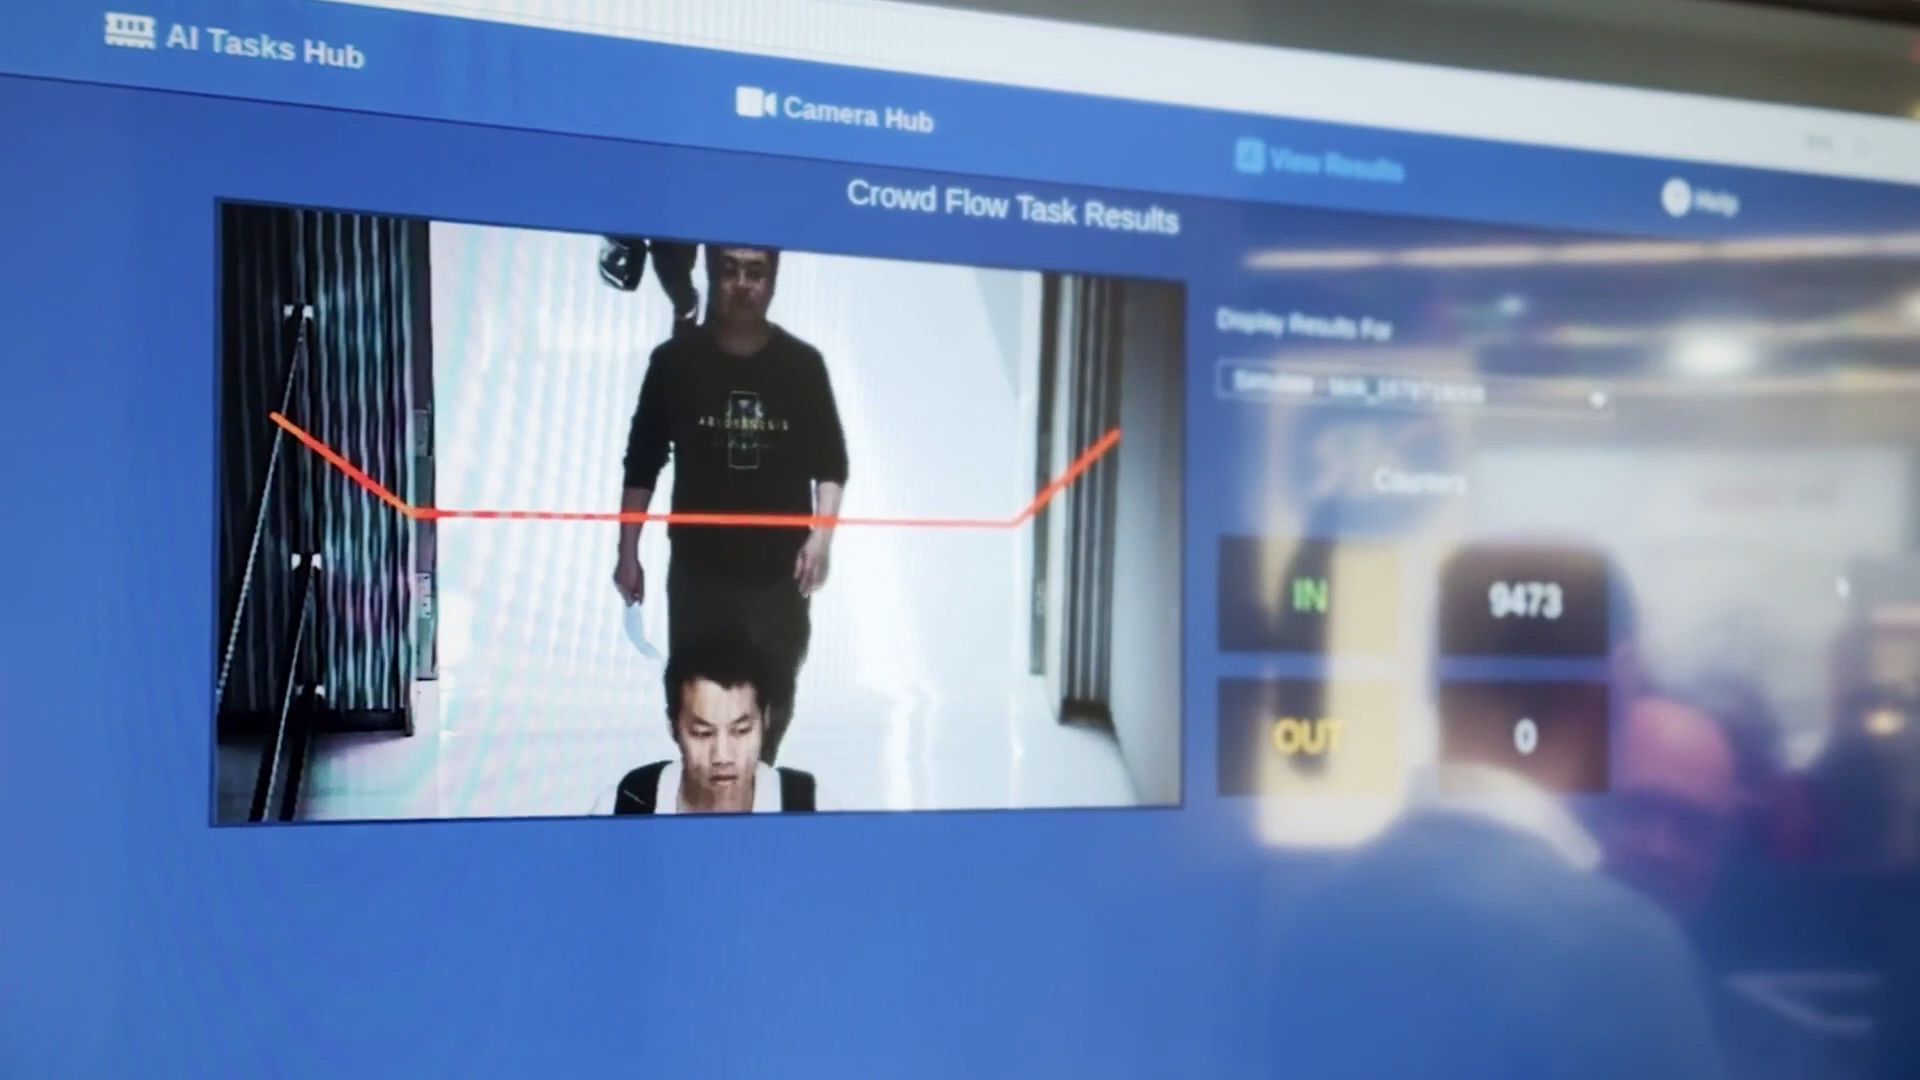 AI Tasks Hub
Camera Hub
View Results
Help
Crowd Flow Task Results
Display Results For
Counters
IN
9473
OUT
0